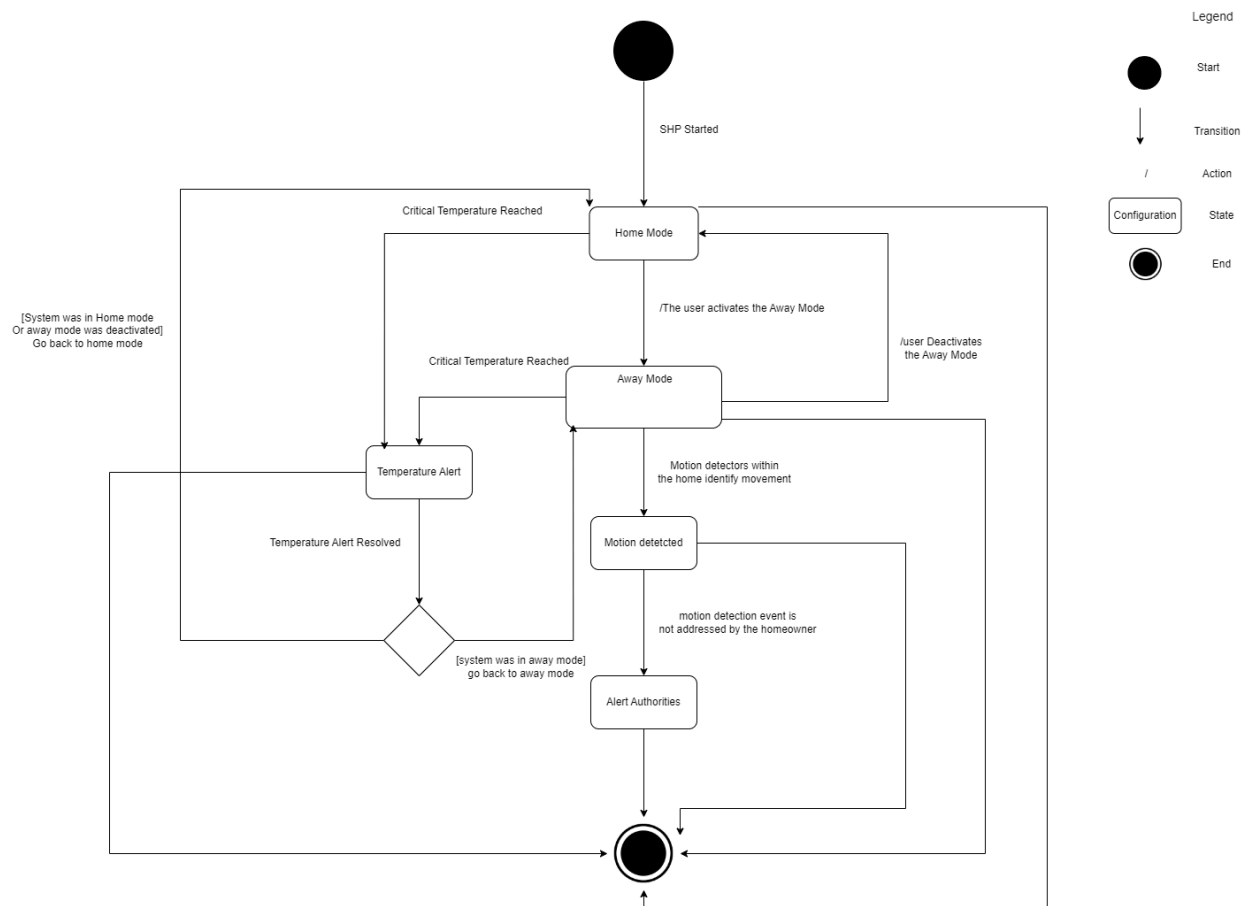 Legend
Start
SHP Started
Transition
/
Action
Critical Temperature Reached
Configuration
State
Home Mode
End
/The user activates the Away Mode
[System was in Home mode
Or away mode was deactivated]
Go back to home mode
/user Deactivates
the Away Mode
Critical Temperature Reached
Away Mode
Motion detectors within
the home identify movement
Temperature Alert
Temperature Alert Resolved
Motion detetcted
motion detection event is
not addressed by the homeowner
[system was in away mode]
go back to away mode
Alert Authorities